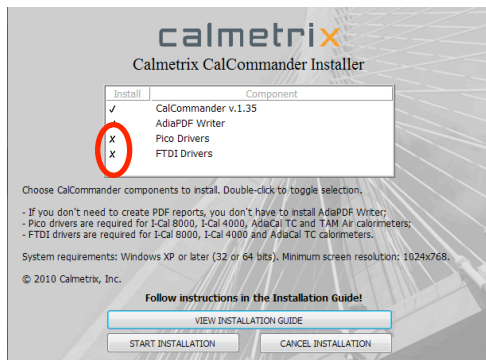 calmetrix
Calmetrix CalCommander Installer
Install Component
✓ CalCommander v.1.35
✓ AdiaPDF Writer
x Pico Drivers
x FTDI Drivers
Choose CalCommander components to install. Double-click to toggle selection.
- If you don't need to create PDF reports, you don't have to install AdiaPDF Writer;
- Pico drivers are required for I-Cal 8000, I-Cal 4000, AdiaCal TC and TAM Air calorimeters;
- FTDI drivers are required for I-Cal 8000, I-Cal 4000 and AdiaCal TC calorimeters.
System requirements: Windows XP or later (32 or 64 bits). Minimum screen resolution: 1024x768.
© 2010 Calmetrix, Inc.
Follow instructions in the Installation Guide!
VIEW INSTALLATION GUIDE
START INSTALLATION CANCEL INSTALLATION